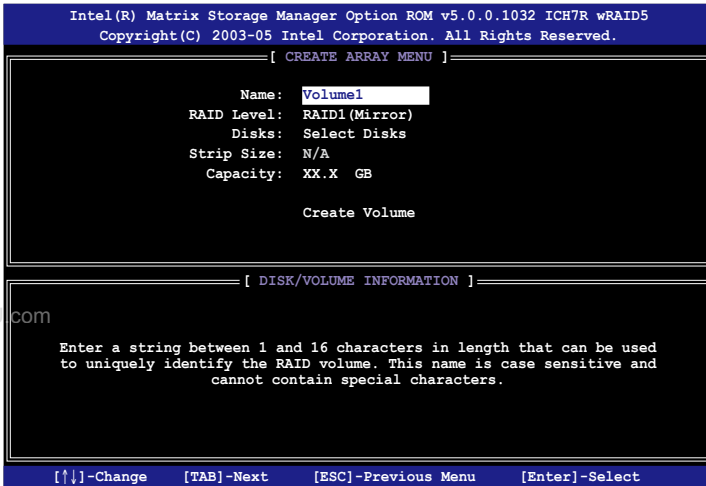 Intel(R) Matrix Storage Manager Option ROM v5.0.0.1032 ICH7R wRAID5
Copyright(C) 2003-05 Intel Corporation. All Rights Reserved.
[ CREATE ARRAY MENU ]
Name: Volume1
RAID Level: RAID1(Mirror)
Disks: Select Disks
Strip Size: N/A
Capacity: XX.X GB
Create Volume
[ DISK/VOLUME INFORMATION ]
.com
Enter a string between 1 and 16 characters in length that can be used
to uniquely identify the RAID volume. This name is case sensitive and
cannot contain special characters.
[↑↓]-Change [TAB]-Next [ESC]-Previous Menu [Enter]-Select